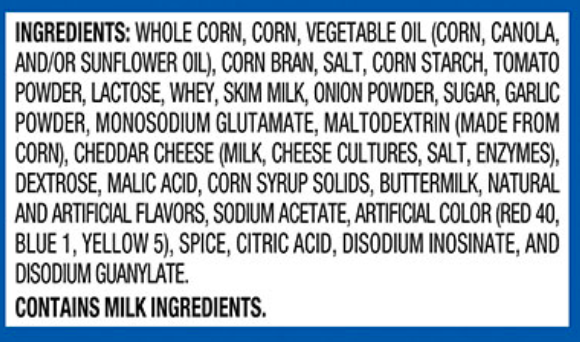 INGREDIENTS: WHOLE CORN, CORN, VEGETABLE OIL (CORN, CANOLA,
AND/OR SUNFLOWER OIL), CORN BRAN, SALT, CORN STARCH, TOMATO
POWDER, LACTOSE, WHEY, SKIM MILK, ONION POWDER, SUGAR, GARLIC
POWDER, MONOSODIUM GLUTAMATE, MALTODEXTRIN (MADE FROM
CORN), CHEDDAR CHEESE (MILK, CHEESE CULTURES, SALT, ENZYMES),
DEXTROSE, MALIC ACID, CORN SYRUP SOLIDS, BUTTERMILK, NATURAL
AND ARTIFICIAL FLAVORS, SODIUM ACETATE, ARTIFICIAL COLOR (RED 40,
BLUE 1, YELLOW 5), SPICE, CITRIC ACID, DISODIUM INOSINATE, AND
DISODIUM GUANYLATE.
CONTAINS MILK INGREDIENTS.